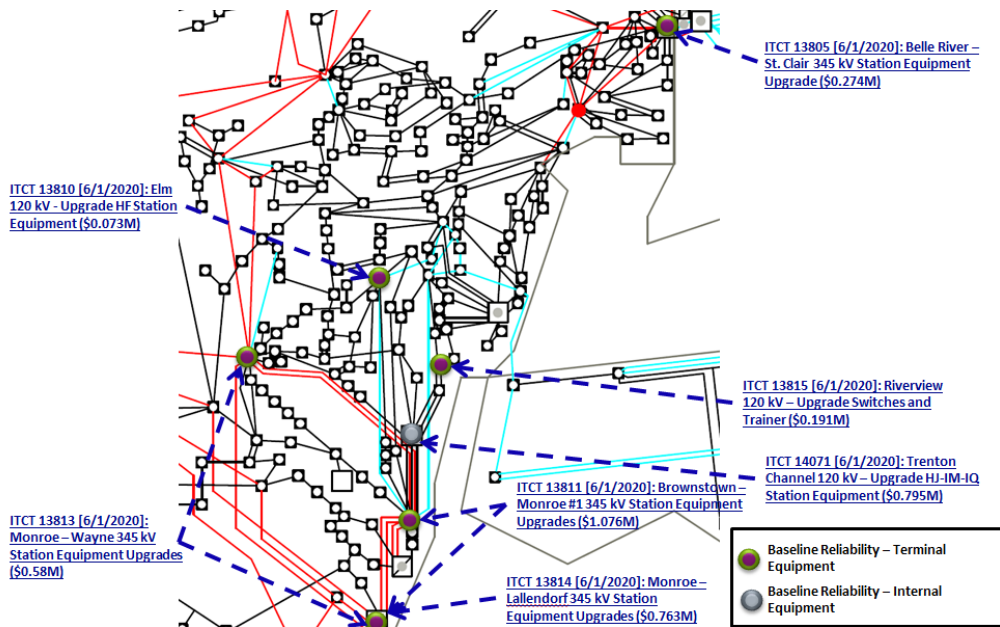 ITCT 13805 [6/1/2020]: Belle River –
St. Clair 345 kV Station Equipment
Upgrade ($0.274M)
ITCT 13810 [6/1/2020]: Elm
120 kV - Upgrade HF Station
Equipment ($0.073M)
ITCT 13815 [6/1/2020]: Riverview
120 kV – Upgrade Switches and
Trainer ($0.191M)
ITCT 14071 [6/1/2020]: Trenton
Channel 120 kV – Upgrade HJ-IM-IQ
Station Equipment ($0.795M)
ITCT 13811 [6/1/2020]: Brownstown –
Monroe #1 345 kV Station Equipment
Upgrades ($1.076M)
ITCT 13813 [6/1/2020]:
Monroe – Wayne 345 kV
Station Equipment Upgrades
($0.58M)
ITCT 13814 [6/1/2020]: Monroe –
Lallendorf 345 kV Station
Equipment Upgrades ($0.763M)
Baseline Reliability – Terminal
Equipment
Baseline Reliability – Internal
Equipment